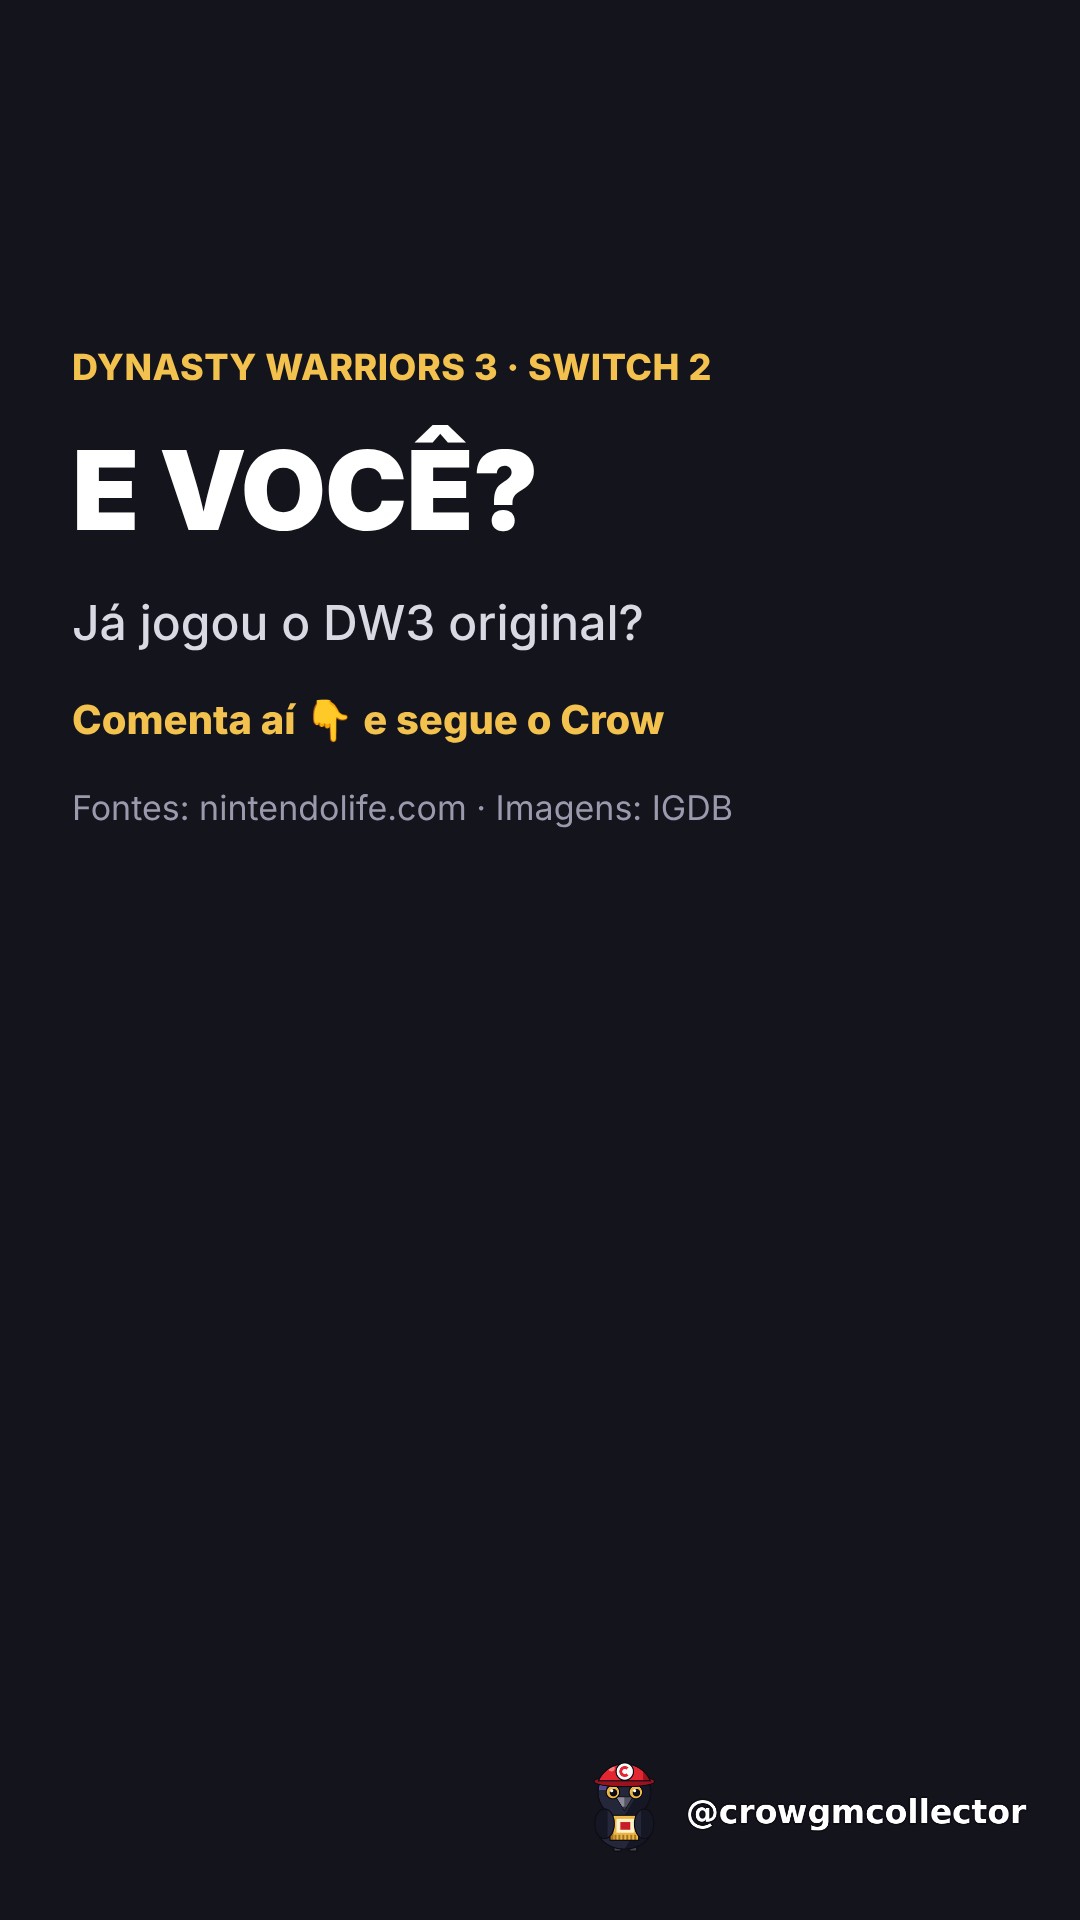 DYNASTY WARRIORS 3 · SWITCH 2
E VOCÊ?
Já jogou o DW3 original?
Comenta aí 👇 e segue o Crow
Fontes: nintendolife.com · Imagens: IGDB
C
@crowgmcollector